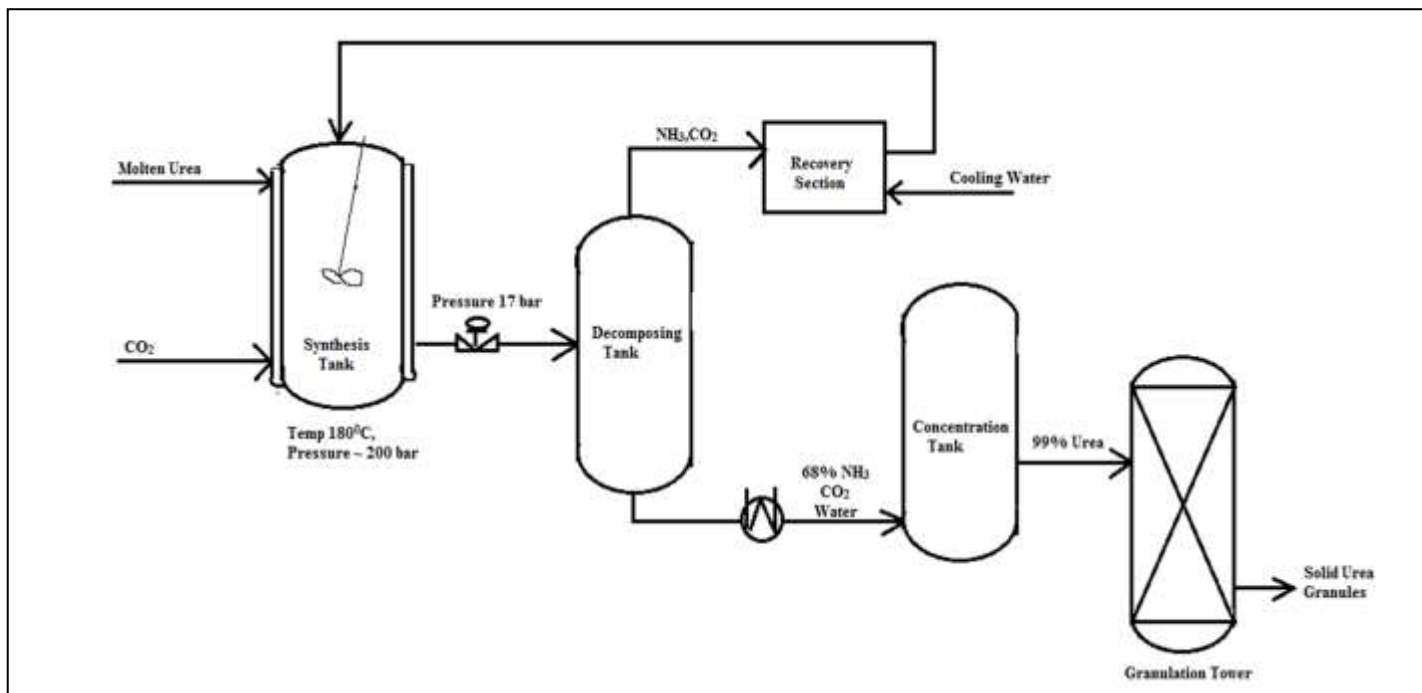 NH₃,CO₂
Recovery
Section
Molten Urea
Cooling Water
Pressure 17 bar
CO₂
Synthesis
Tank
Decomposing
Tank
Temp 180⁰C,
Pressure ~ 200 bar
Concentration
Tank
99% Urea
68% NH₃
CO₂
Water
Solid Urea
Granules
Granulation Tower